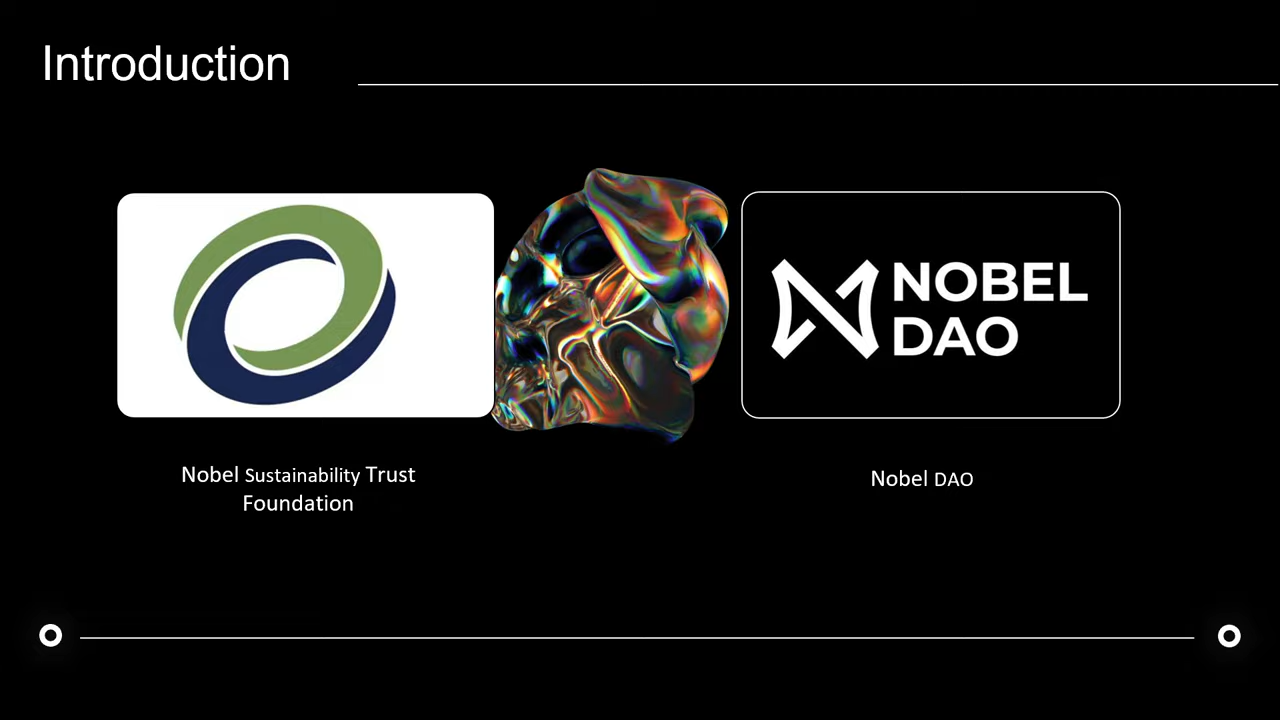 Introduction
NOBEL
DAO
Nobel Sustainability Trust
Foundation
Nobel DAO